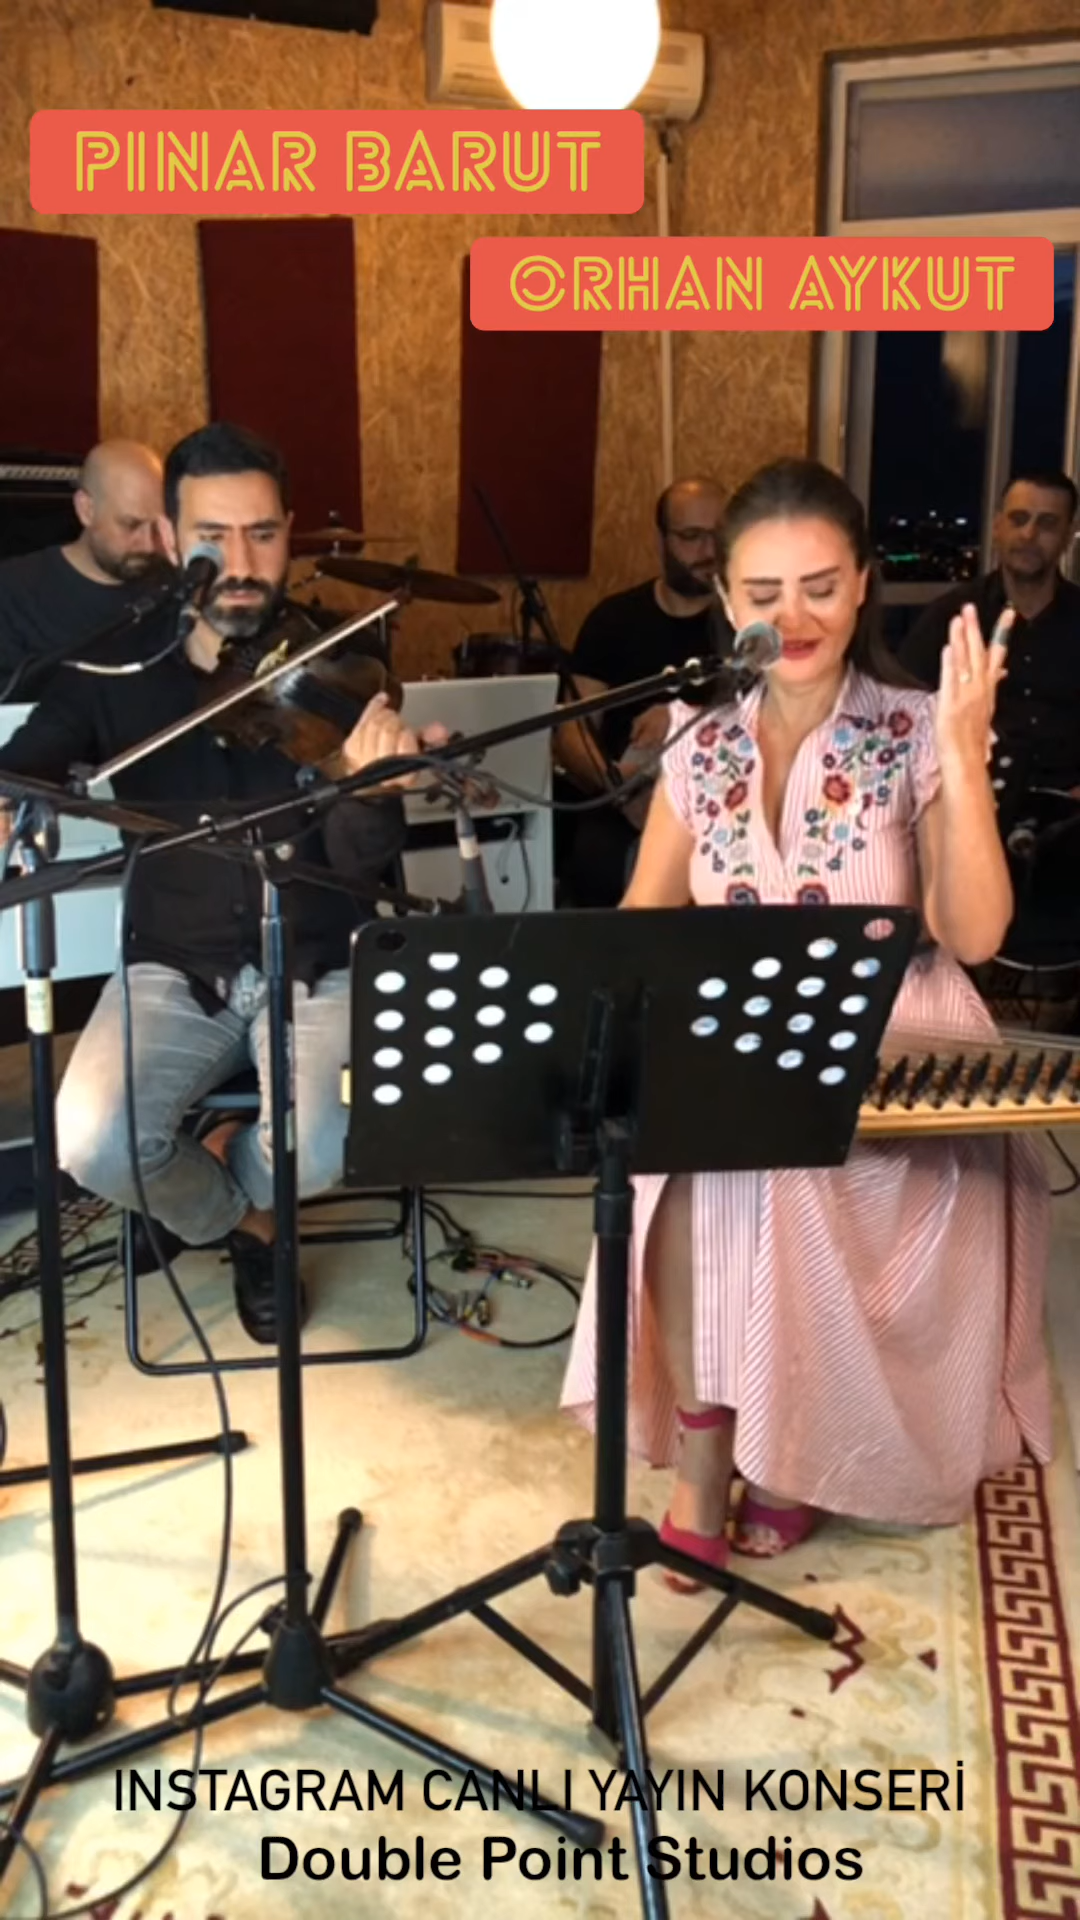 PINAR BARUT
ORHAN AYKUT
INSTAGRAM CANLI YAYIN KONSERİ
Double Point Studios